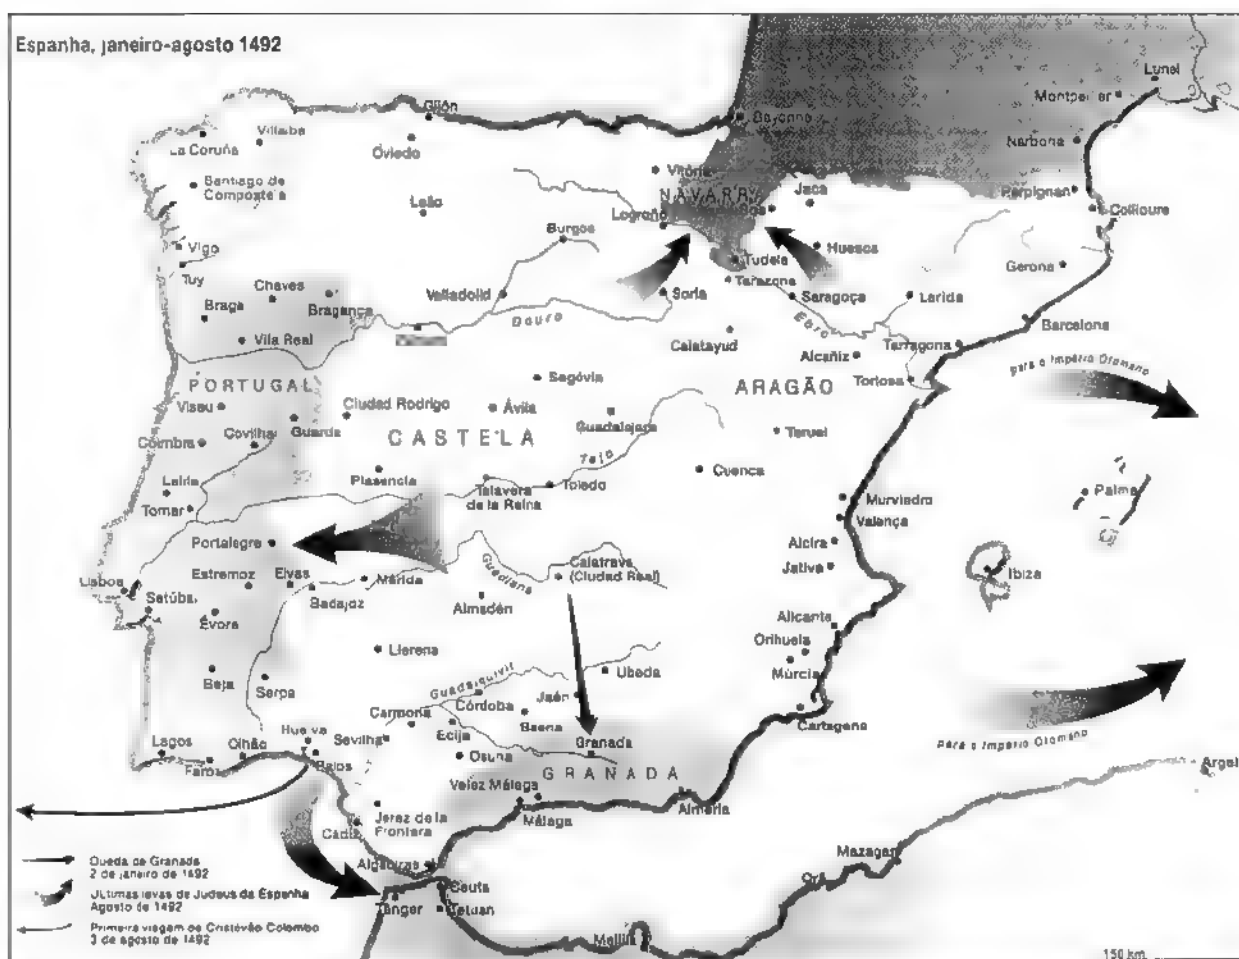 Espanha, janeiro-agosto 1492
Lunel
Montpellier
Gijón
Bayonne
Villalba
La Coruña
Oviedo
Narbona
Vitória
Santiago de
Compostela
NAVARRA
Jaca
Perpignan
Leão
Logroño
Sos
Collioure
Burgos
Vigo
Huesca
Tuy
Tudela
Gerona
Chaves
Tarazona
Braga
Bragança
Valladolid
Soria
Saragoça
Lérida
Douro
Ebro
Barcelona
Vila Real
Calatayud
Tarragona
Alcañiz
para o Império Otomano
PORTUGAL
Segóvia
ARAGÃO
Tortosa
Viseu
Ciudad Rodrigo
Ávila
Guarda
Guadalajara
Teruel
Coimbra
Covilhã
CASTELA
Tejo
Cuenca
Leiria
Plasencia
Talavera
de la Reina
Toledo
Palma
Tomar
Murviedro
Valença
Portalegre
Alcira
Guadiana
Calatrava
(Ciudad Real)
Lisboa
Estremoz
Elvas
Mérida
Jativa
Ibiza
Setúbal
Badajoz
Almadén
Évora
Alicante
Llerena
Orihuela
Beja
Serpa
Guadalquivir
Ubeda
Múrcia
Córdoba
Jaén
Carmona
Baena
Cartagena
Huelva
Sevilha
Ecija
Granada
Lagos
Olhão
Osuna
Para o Império Otomano
Faro
Palos
GRANADA
Argel
Velez Málaga
Almeria
Jerez de la
Frontera
Málaga
Cádiz
Mazagan
Algeciras
Queda de Granada
2 de janeiro de 1492
Ceuta
Orã
Últimas levas de Judeus da Espanha
Agosto de 1492
Tânger
Tetuan
Primeira viagem de Cristóvão Colombo
3 de agosto de 1492
Melilla
150 km